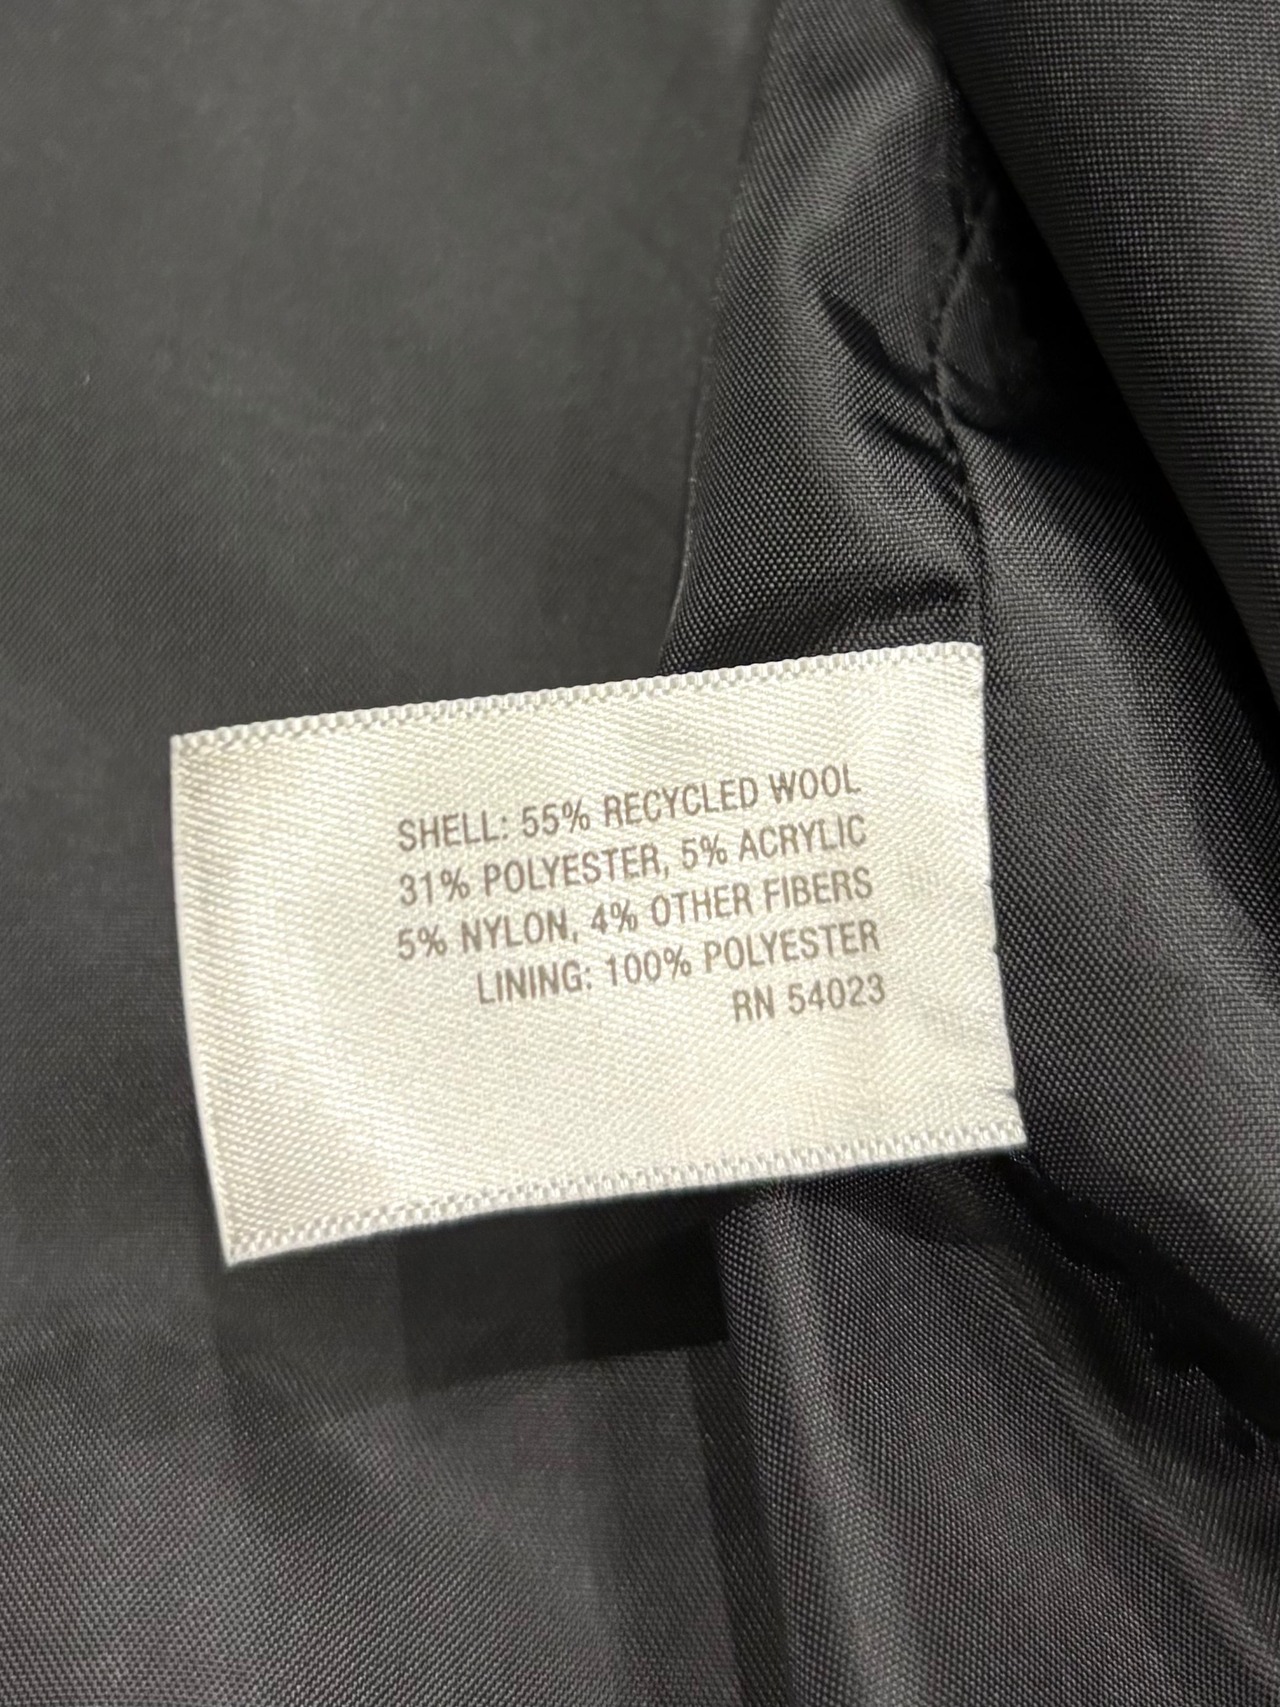 SHELL: 55% RECYCLED WOOL
31% POLYESTER, 5% ACRYLIC
5% NYLON, 4% OTHER FIBERS
LINING: 100% POLYESTER
RN 54023